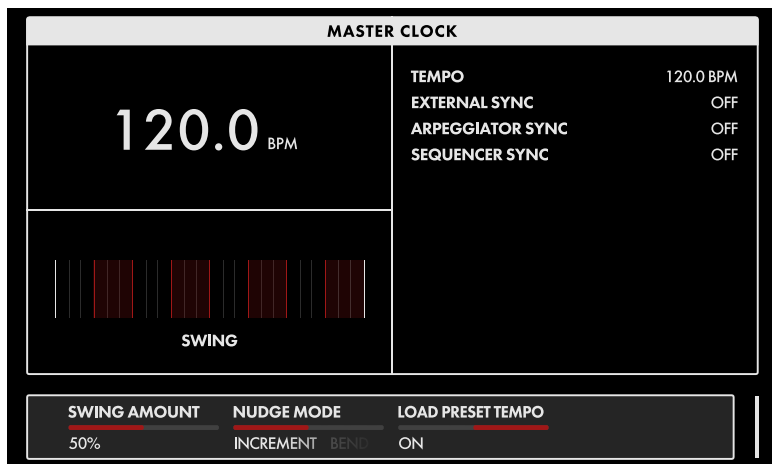 MASTER CLOCK
120.0 BPM
SWING
TEMPO 120.0 BPM
EXTERNAL SYNC OFF
ARPEGGIATOR SYNC OFF
SEQUENCER SYNC OFF
SWING AMOUNT NUDGE MODE LOAD PRESET TEMPO
50% INCREMENT BEND ON